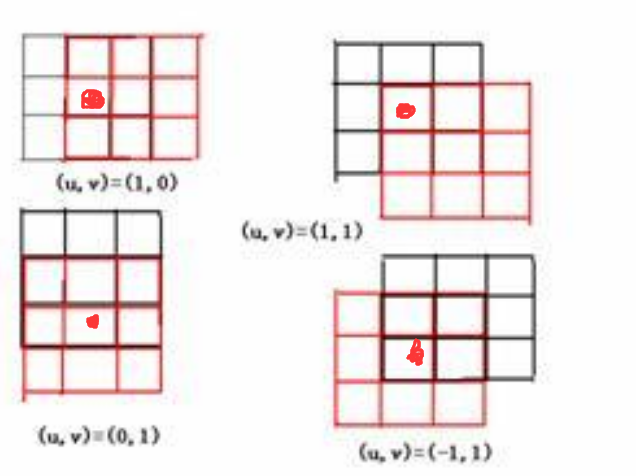 (u, v)=(1, 0)
(u, v)=(1, 1)
(u, v)=(0, 1)
(u, v)=(-1, 1)